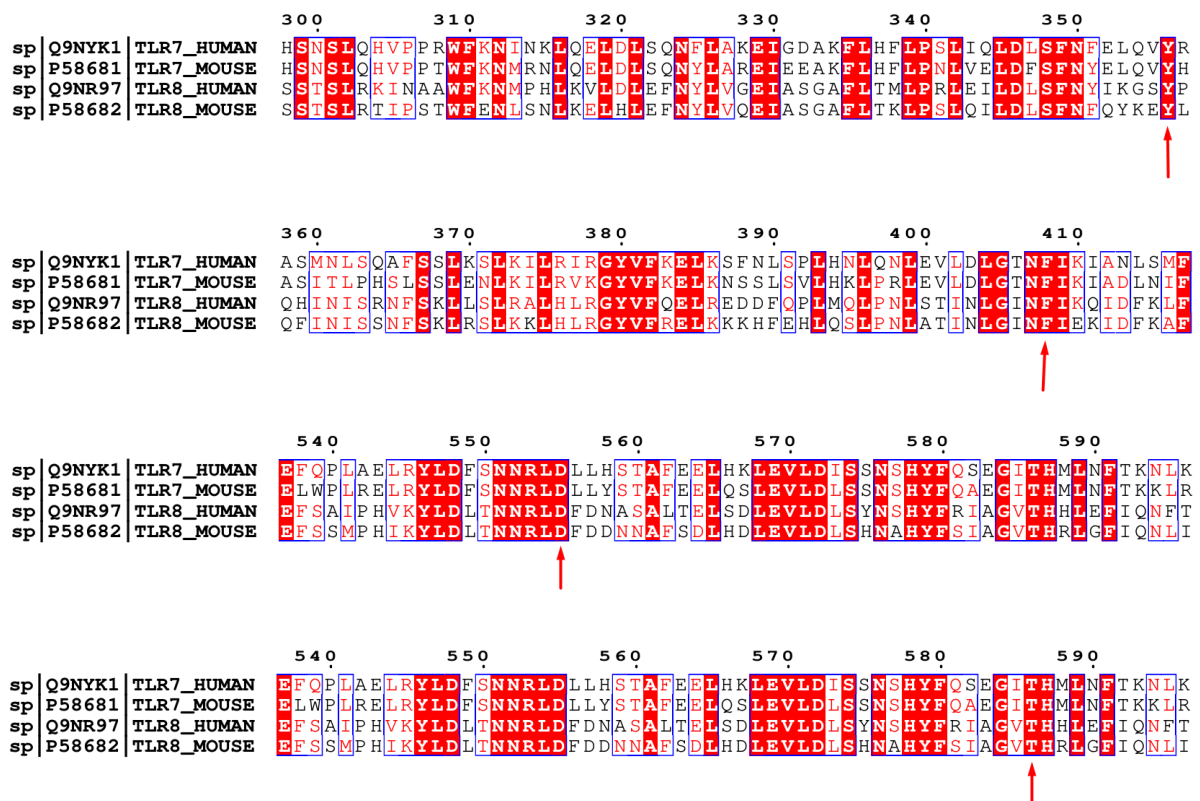 300 310 320 330 340 350
sp|Q9NYK1|TLR7_HUMAN HSNSLQHVPPRWFKNINKLQELDLSQNFLAKEIGDAKFLHFLPSLIQLDLSFNFELQVYR
sp|P58681|TLR7_MOUSE HSNSLQHVPPTWFKNMRNLQELDLSQNYLAREIEEAKFLHFLPNLVELDFSFNYELQVYH
sp|Q9NR97|TLR8_HUMAN SSTSLRKINAAWFKNMPHLKVLDLEFNYLVGEIASGAFLTMLPRLEILDLSFNYIKGSYP
sp|P58682|TLR8_MOUSE SSTSLRTIPSTWFENLSNLKELHLEFNYLVQEIASGAFLTKLPSLQILDLSFNFQYKEYL
360 370 380 390 400 410
sp|Q9NYK1|TLR7_HUMAN ASMNLSQAFSSLKSLKILRIRGYVFKELKSFNLSPLHNLQNLEVLDLGTNFIKIANLSMF
sp|P58681|TLR7_MOUSE ASITLPHSLSSLENLKILRVKGYVFKELKNSSLSVLHKLPRLEVLDLGTNFIKIADLNIF
sp|Q9NR97|TLR8_HUMAN QHINISRNFSKLLSLRALHLRGYVFQELREDDFQPLMQLPNLSTINLGINFIKQIDFKLF
sp|P58682|TLR8_MOUSE QFINISSNFSKLRSLKKLHLRGYVFRELKKKHFEHLQSLPNLATINLGINFIEKIDFKAF
540 550 560 570 580 590
sp|Q9NYK1|TLR7_HUMAN EFQPLAELRYLDFSNNRLDLLHSTAFEELHKLEVLDISSNSHYFQSEGITHMLNFTKNLK
sp|P58681|TLR7_MOUSE ELWPLRELRYLDFSNNRLDLLYSTAFEELQSLEVLDLSSNSHYFQAEGITHMLNFTKKLR
sp|Q9NR97|TLR8_HUMAN EFSAIPHVKYLDLTNNRLDFDNASALTELSDLEVLDLSYNSHYFRIAGVTHHLEFIQNFT
sp|P58682|TLR8_MOUSE EFSSMPHIKYLDLTNNRLDFDDNNAFSDLHDLEVLDLSHNAHYFSIAGVTHRLGFIQNLI
540 550 560 570 580 590
sp|Q9NYK1|TLR7_HUMAN EFQPLAELRYLDFSNNRLDLLHSTAFEELHKLEVLDISSNSHYFQSEGITHMLNFTKNLK
sp|P58681|TLR7_MOUSE ELWPLRELRYLDFSNNRLDLLYSTAFEELQSLEVLDLSSNSHYFQAEGITHMLNFTKKLR
sp|Q9NR97|TLR8_HUMAN EFSAIPHVKYLDLTNNRLDFDNASALTELSDLEVLDLSYNSHYFRIAGVTHHLEFIQNFT
sp|P58682|TLR8_MOUSE EFSSMPHIKYLDLTNNRLDFDDNNAFSDLHDLEVLDLSHNAHYFSIAGVTHRLGFIQNLI